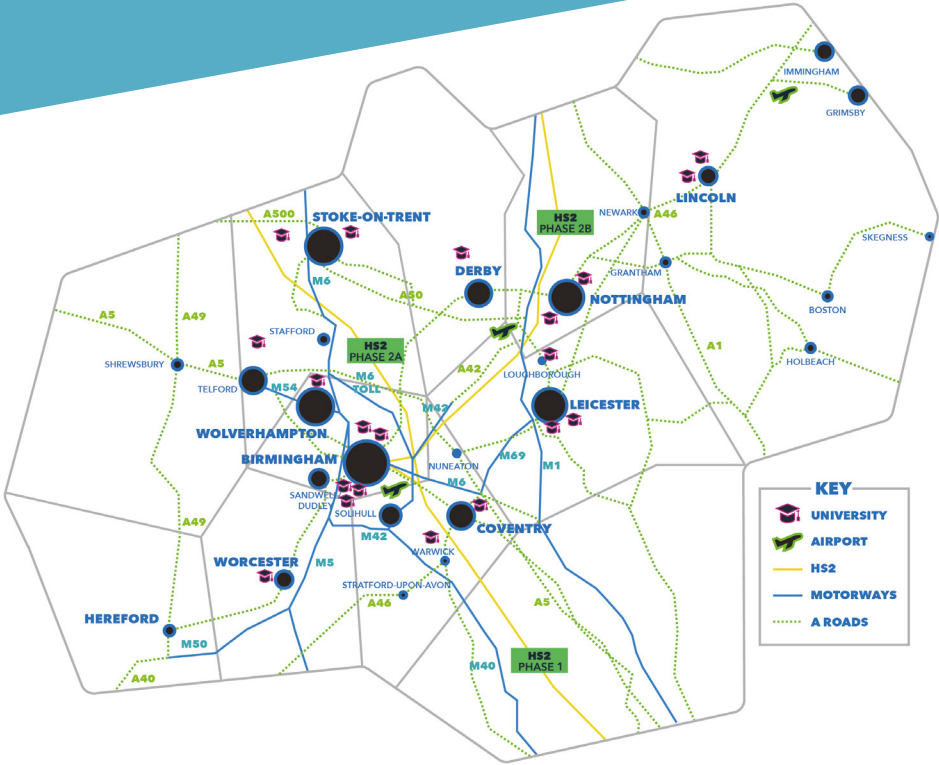 IMMINGHAM
GRIMSBY
LINCOLN
NEWARK
A46
SKEGNESS
A500
STOKE-ON-TRENT
HS2
PHASE 2B
DERBY
GRANTHAM
M6
A50
NOTTINGHAM
BOSTON
A5
A49
STAFFORD
HS2
PHASE 2A
A1
HOLBEACH
SHREWSBURY
A5
TELFORD
M54
M6
TOLL
A42
LOUGHBOROUGH
M42
LEICESTER
WOLVERHAMPTON
BIRMINGHAM
NUNEATON
M69
M1
M6
SANDWELL
DUDLEY
SOLIHULL
COVENTRY
A49
M42
WARWICK
WORCESTER
M5
STRATFORD-UPON-AVON
A46
A5
HEREFORD
M50
A40
M40
HS2
PHASE 1
KEY
UNIVERSITY
AIRPORT
HS2
MOTORWAYS
A ROADS